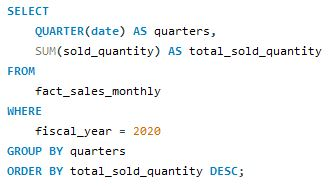 SELECT
QUARTER(date) AS quarters,
SUM(sold_quantity) AS total_sold_quantity
FROM
fact_sales_monthly
WHERE
fiscal_year = 2020
GROUP BY quarters
ORDER BY total_sold_quantity DESC;